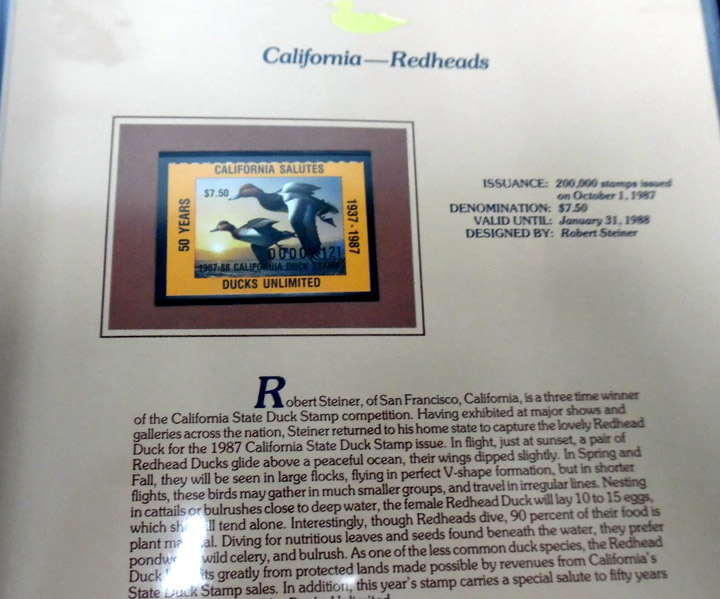 California—Redheads
CALIFORNIA SALUTES
$7.50
50 YEARS
1937-1987
1987-88 CALIFORNIA DUCK STAMP
DUCKS UNLIMITED
ISSUANCE: 200,000 stamps issued
on October 1, 1987
DENOMINATION: $7.50
VALID UNTIL: January 31, 1988
DESIGNED BY: Robert Steiner
Robert Steiner, of San Francisco, California, is a three time winner
of the California State Duck Stamp competition. Having exhibited at major shows and
galleries across the nation, Steiner returned to his home state to capture the lovely Redhead
Duck for the 1987 California State Duck Stamp issue. In flight, just at sunset, a pair of
Redhead Ducks glide above a peaceful ocean, their wings dipped slightly. In Spring and
Fall, they will be seen in large flocks, flying in perfect V-shape formation, but in shorter
flights, these birds may gather in much smaller groups, and travel in irregular lines. Nesting
in cattails or bulrushes close to deep water, the female Redhead Duck will lay 10 to 15 eggs,
which tend alone. Interestingly, though Redheads dive, 90 percent of their food is
plant Diving for nutritious leaves and seeds found beneath the water, they prefer
wild celery, and bulrush. As one of the less common duck species, the Redhead
Duck greatly from protected lands made possible by revenues from California's
State Duck Stamp sales. In addition, this year's stamp carries a special salute to fifty years